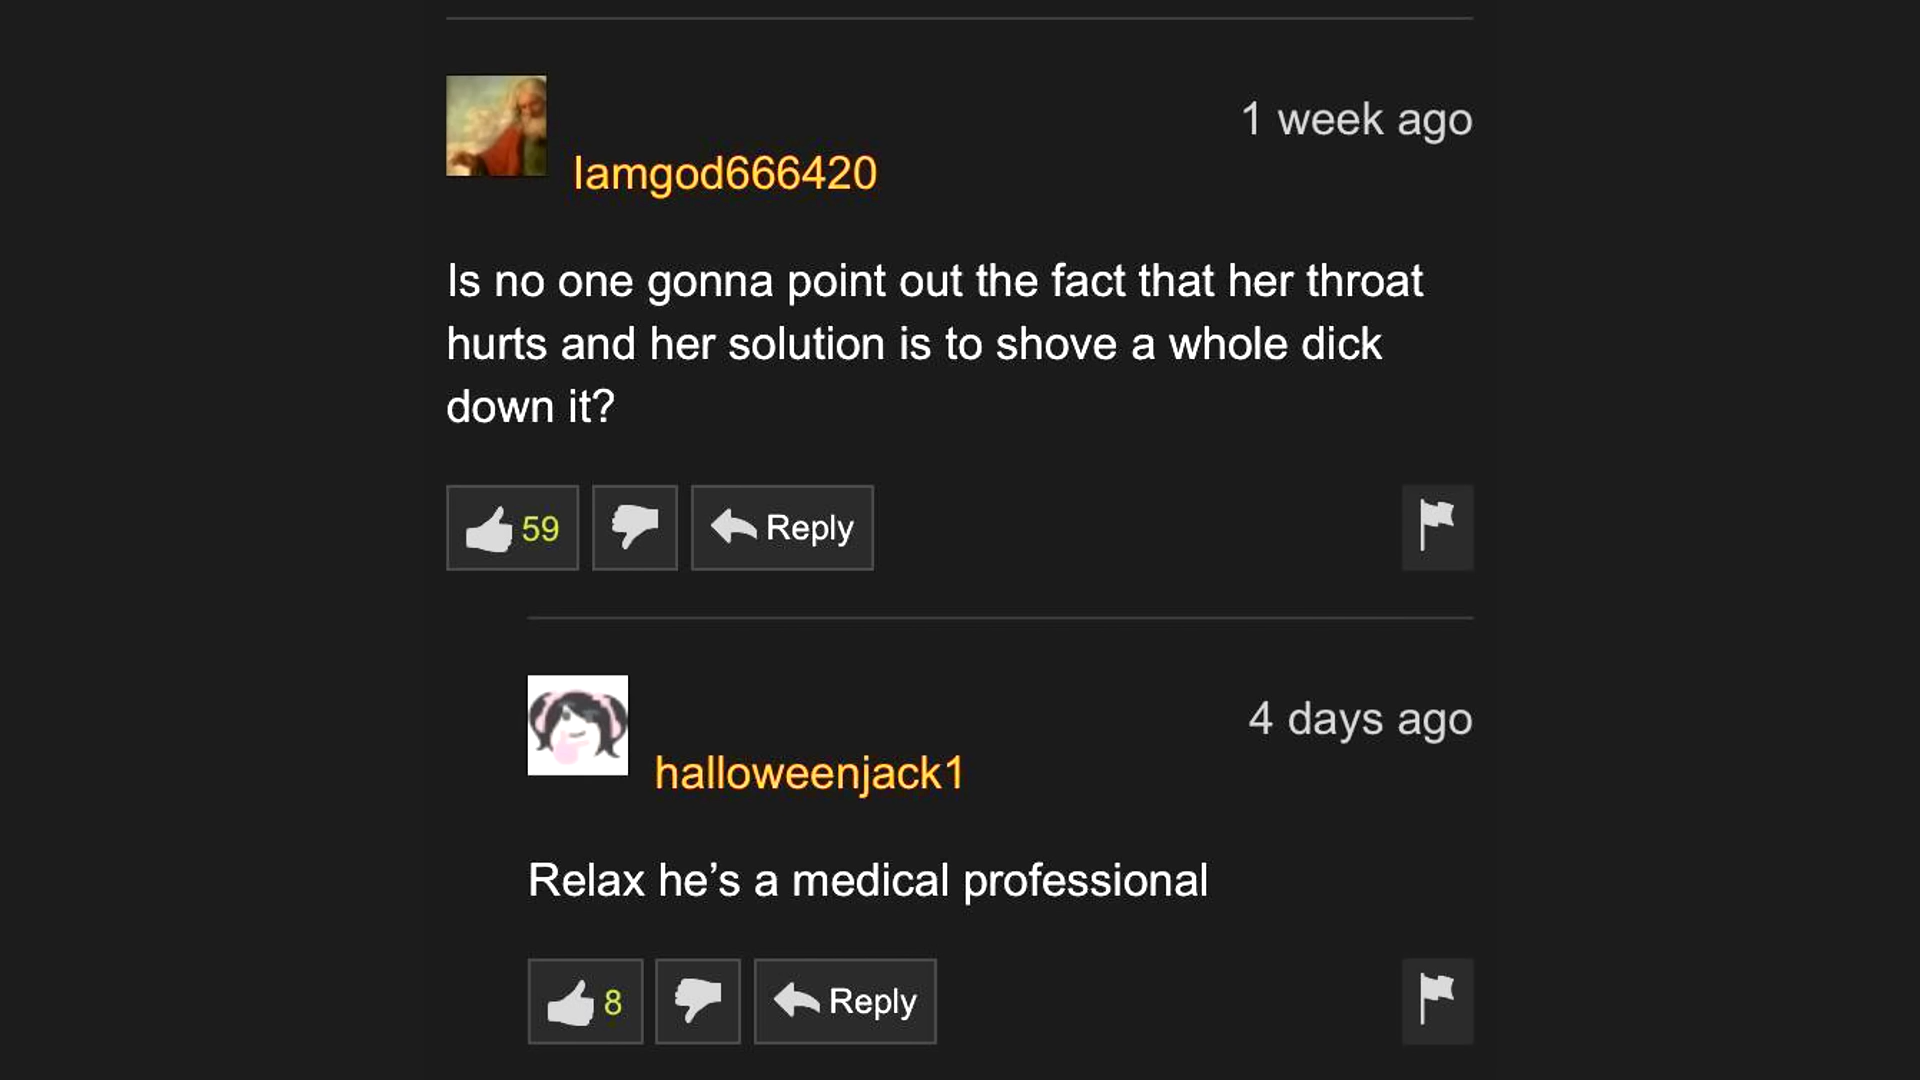 1 week ago
Iamgod666420
Is no one gonna point out the fact that her throat
hurts and her solution is to shove a whole dick
down it?
59
Reply
4 days ago
halloweenjack1
Relax he’s a medical professional
8
Reply